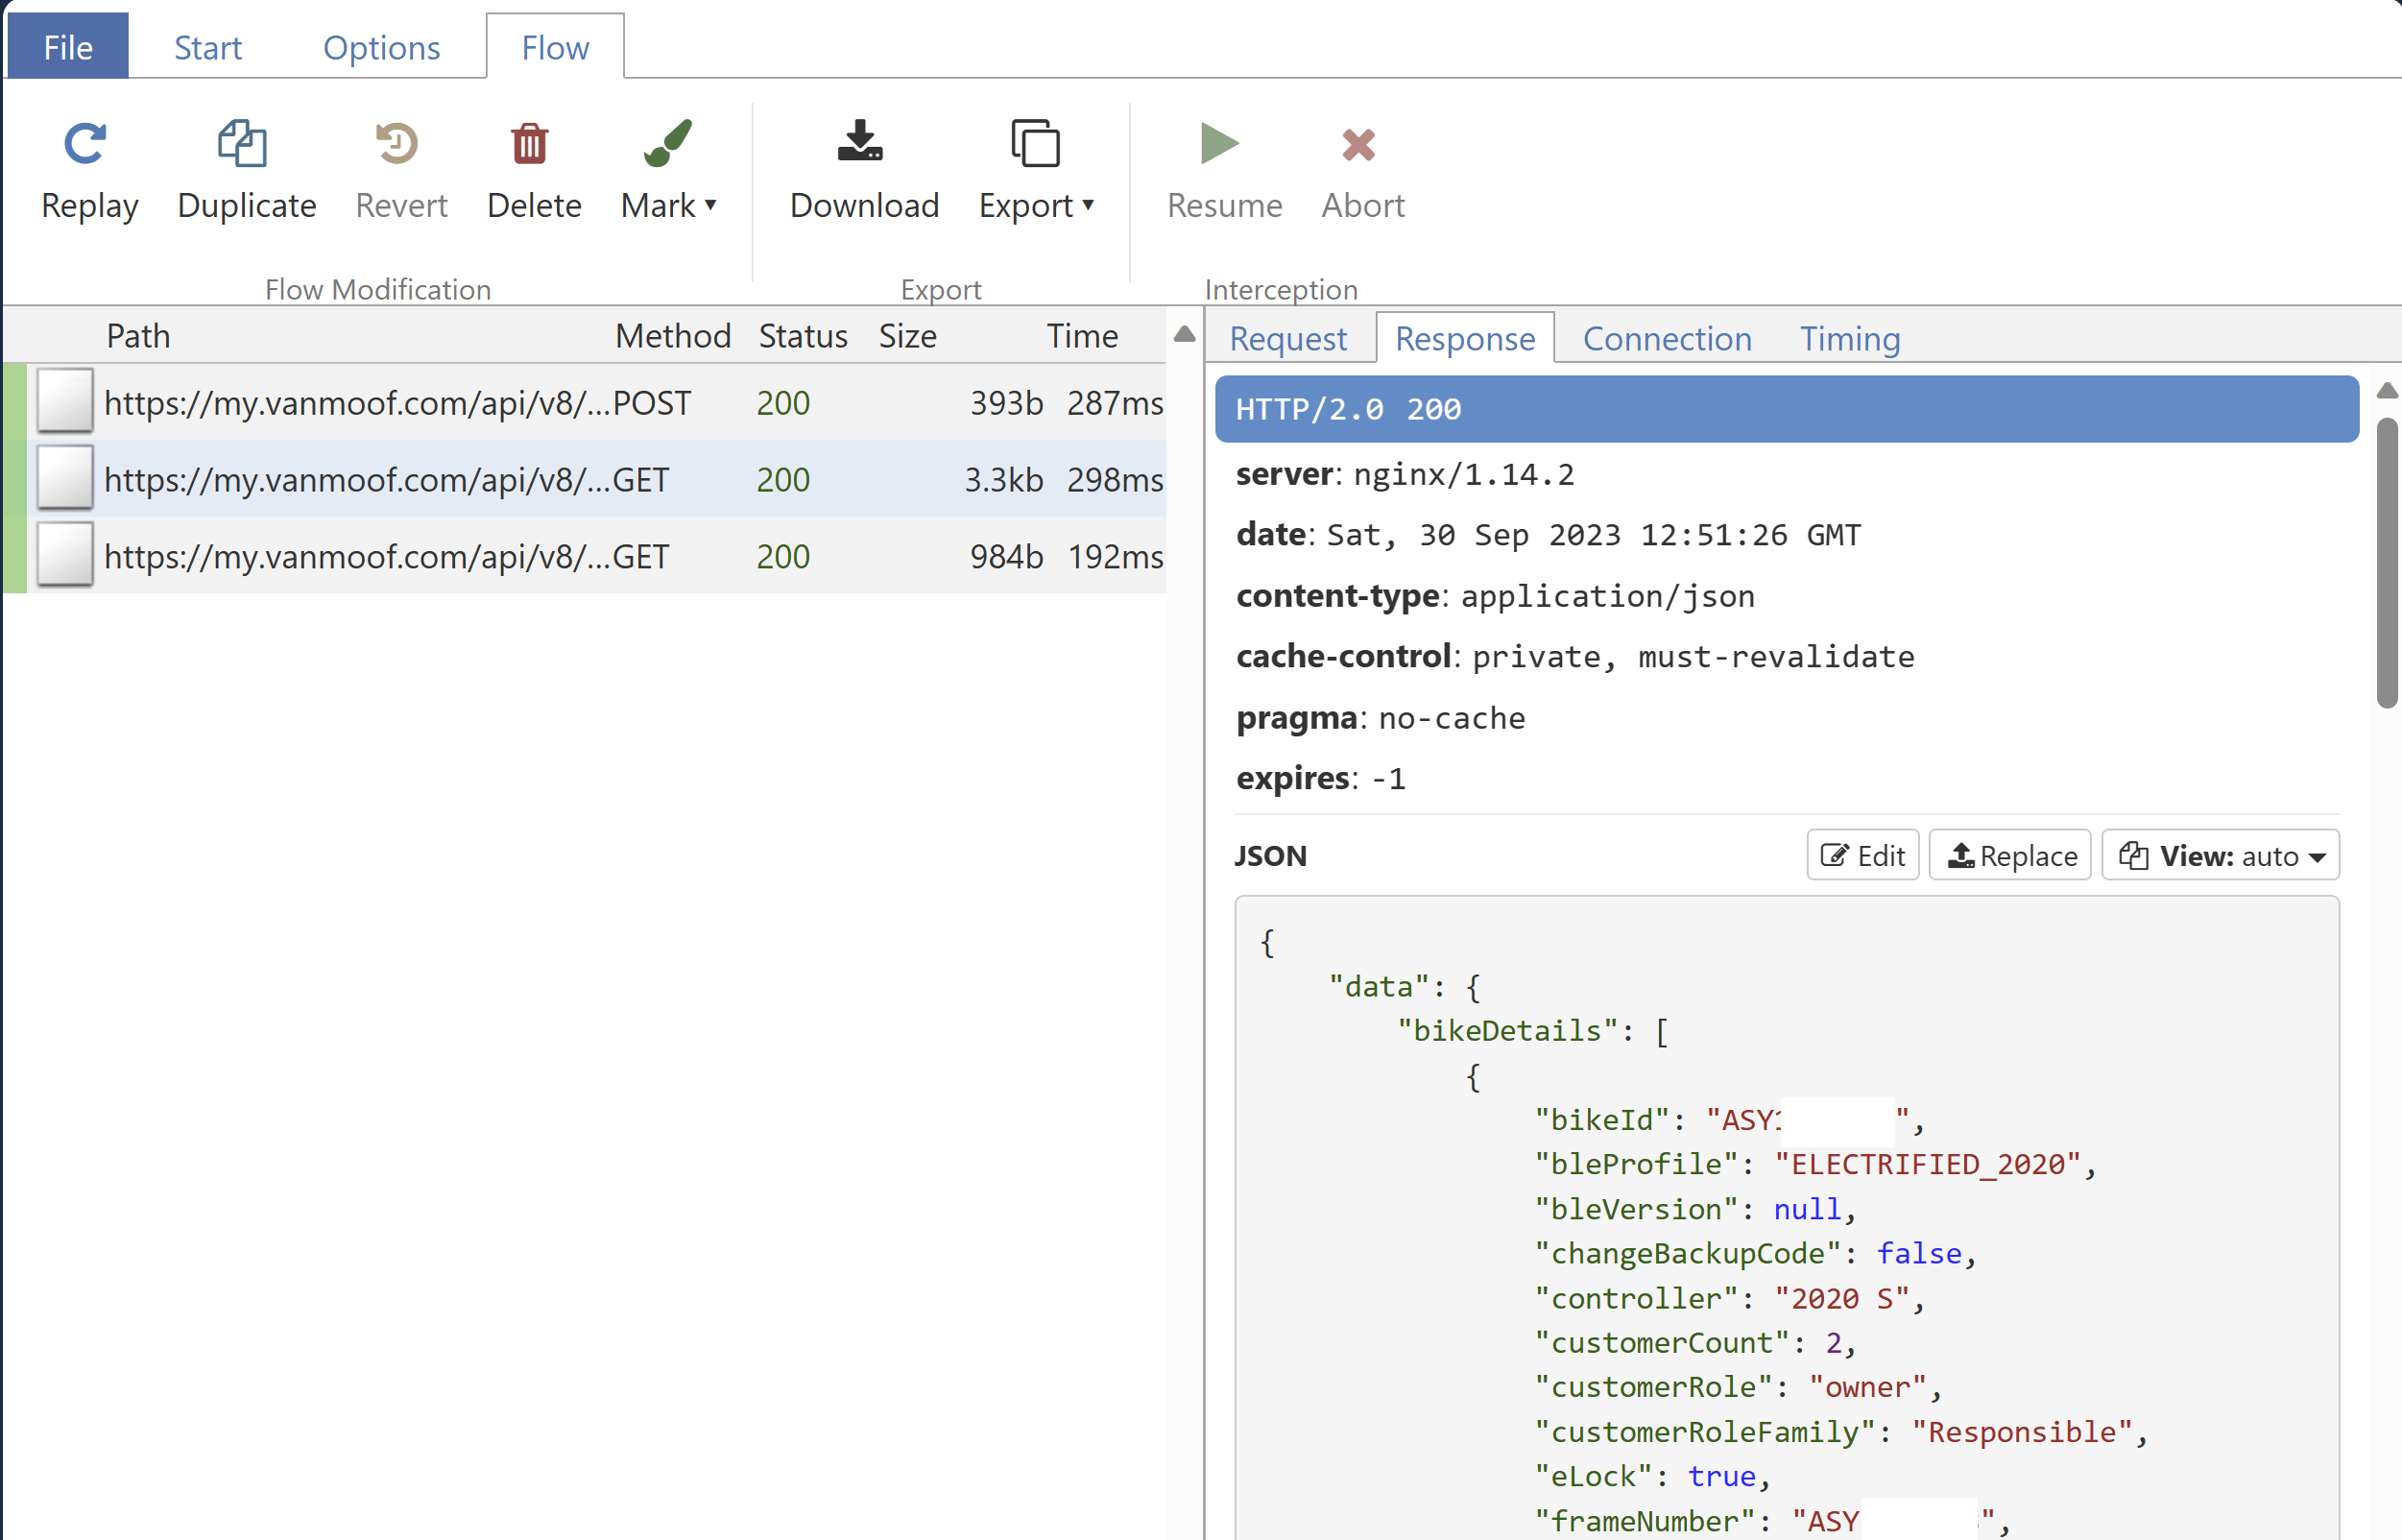 File Start Options Flow
Replay Duplicate Revert Delete Mark Download Export Resume Abort
Flow Modification Export Interception
Path Method Status Size Time
https://my.vanmoof.com/api/v8/... POST 200 393b 287ms
https://my.vanmoof.com/api/v8/... GET 200 3.3kb 298ms
https://my.vanmoof.com/api/v8/... GET 200 984b 192ms
Request Response Connection Timing
HTTP/2.0 200
server: nginx/1.14.2
date: Sat, 30 Sep 2023 12:51:26 GMT
content-type: application/json
cache-control: private, must-revalidate
pragma: no-cache
expires: -1
JSON Edit Replace View: auto
{
"data": {
"bikeDetails": [
{
"bikeId": "ASY1 ",
"bleProfile": "ELECTRIFIED_2020",
"bleVersion": null,
"changeBackupCode": false,
"controller": "2020 S",
"customerCount": 2,
"customerRole": "owner",
"customerRoleFamily": "Responsible",
"eLock": true,
"frameNumber": "ASY ",